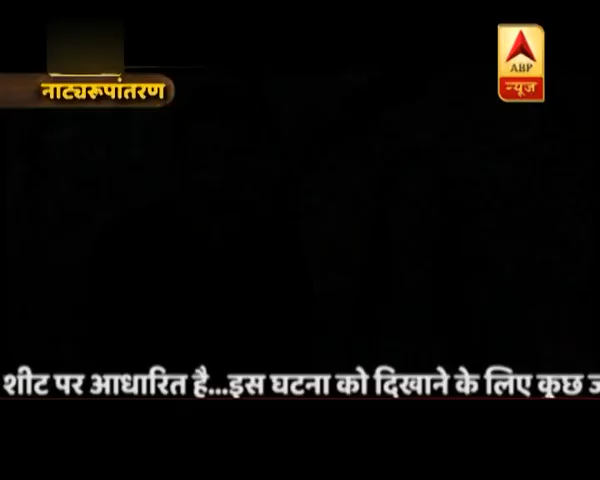 नाट्यरूपांतरण
ABP
न्यूज़
शीट पर आधारित है...इस घटना को दिखाने के लिए कुछ